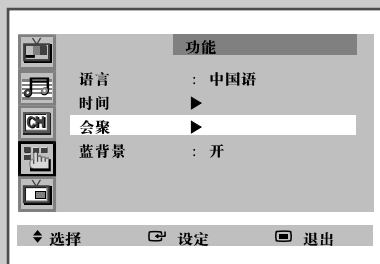 功能
语言 : 中国语
时间 ▶
CH 会聚 ▶
蓝背景 : 开
选择 设定 退出